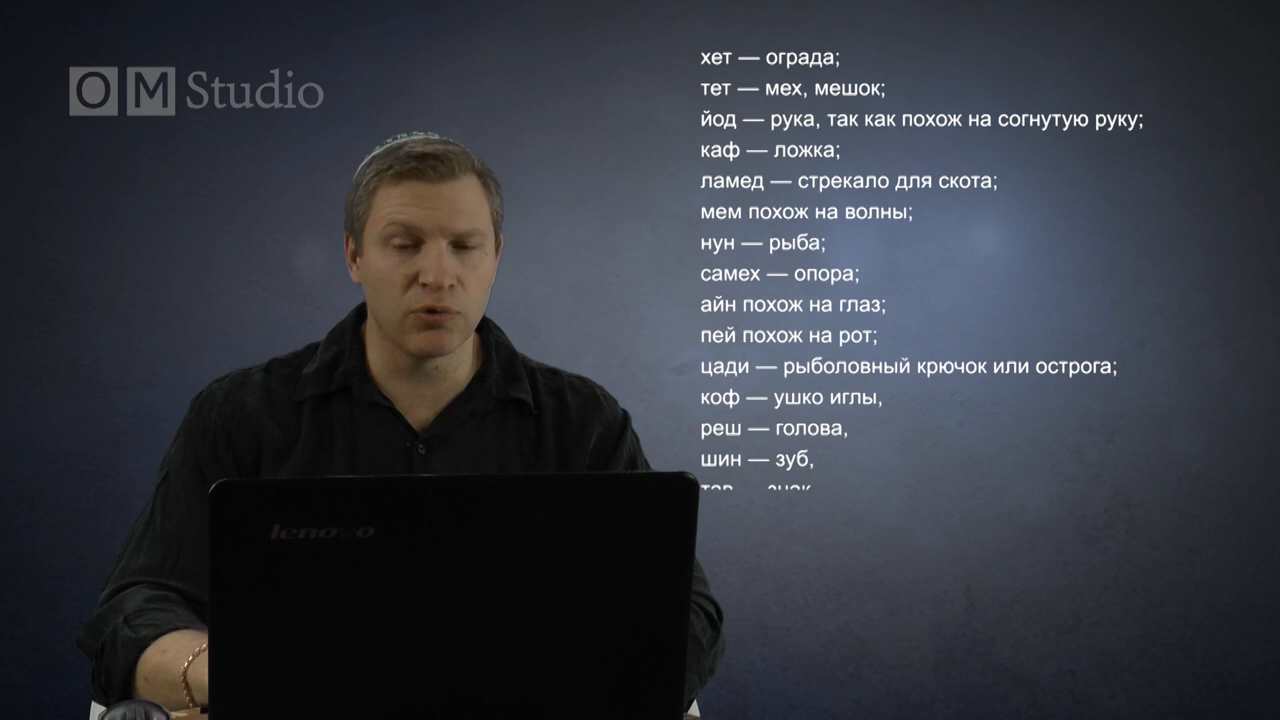 OM Studio
хет — ограда;
тет — мех, мешок;
йод — рука, так как похож на согнутую руку;
каф — ложка;
ламед — стрекало для скота;
мем похож на волны;
нун — рыба;
самех — опора;
айн похож на глаз;
пей похож на рот;
цади — рыболовный крючок или острога;
коф — ушко иглы,
реш — голова,
шин — зуб,
тав — знак
lenovo